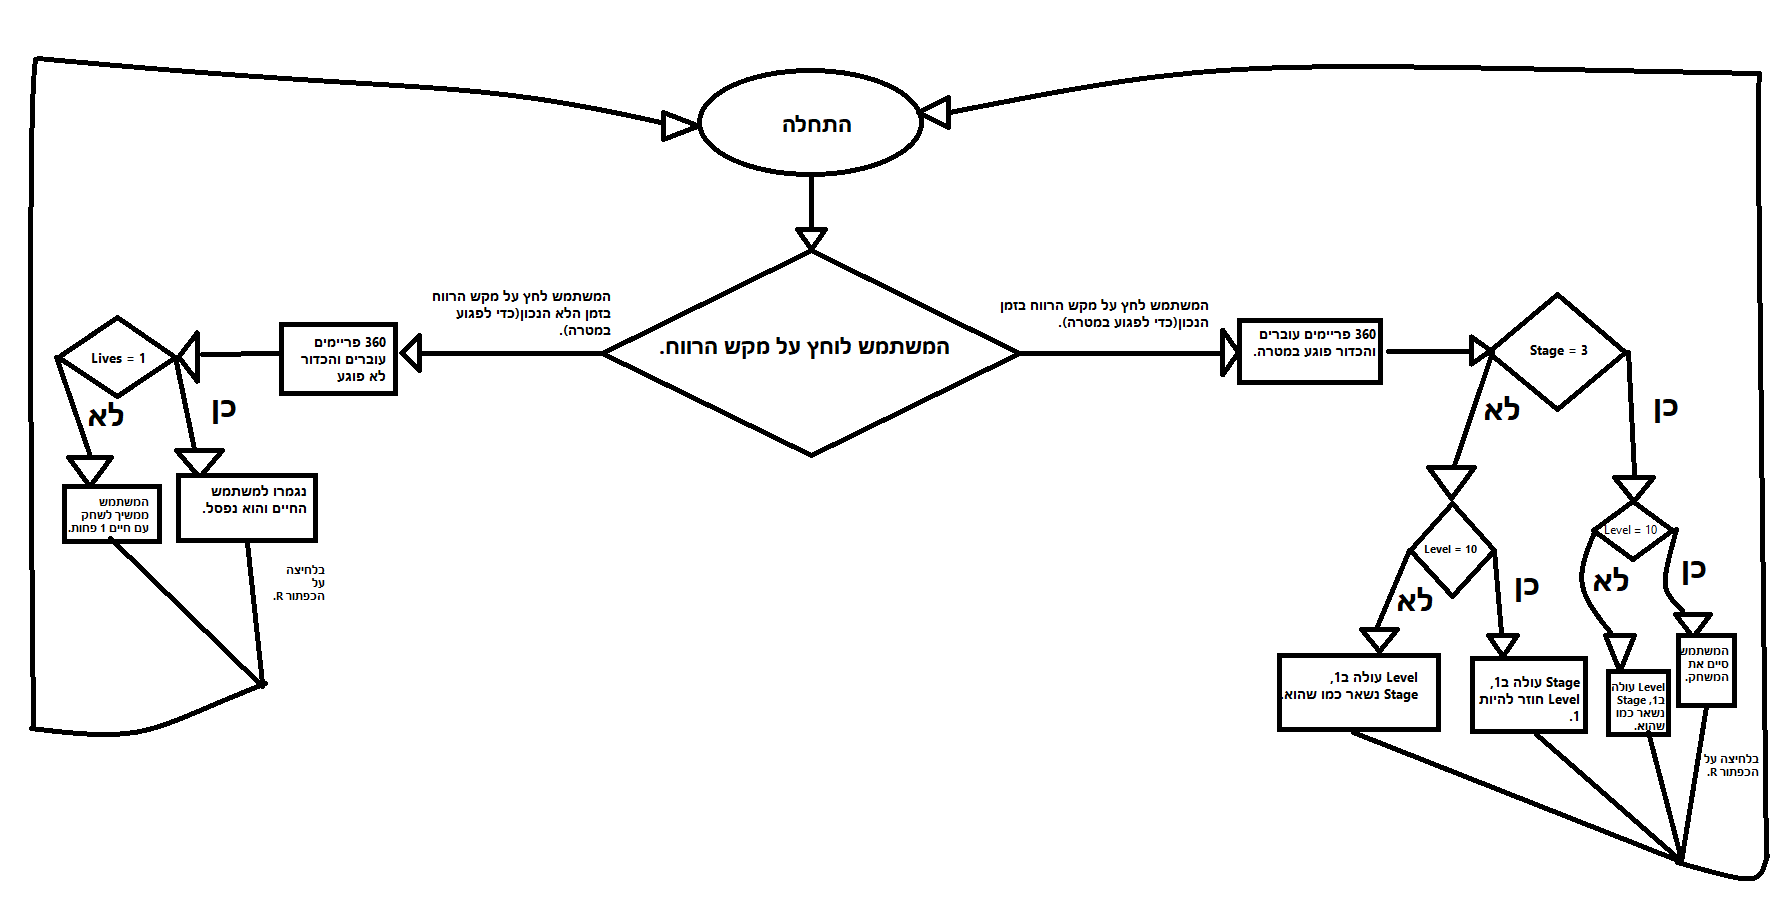 התחלה
המשתמש לוחץ על מקש הרווח.
המשתמש לחץ על מקש הרווח בזמן
הנכון(כדי לפגוע במטרה).
360 פריימים עוברים
והכדור פוגע במטרה.
Stage = 3
כן
לא
Level = 10
כן
לא
המשתמש
סיים את
המשחק.
Level עולה
ב1, Stage
נשאר כמו
שהוא.
בלחיצה על
הכפתור R.
Level = 10
כן
לא
Stage עולה ב1,
Level חוזר להיות
1.
Level עולה ב1,
Stage נשאר כמו שהוא.
המשתמש לחץ על מקש הרווח
בזמן הלא הנכון(כדי לפגוע
במטרה).
360 פריימים
עוברים והכדור
לא פוגע
Lives = 1
כן
לא
נגמרו למשתמש
החיים והוא נפסל.
המשתמש
ממשיך לשחק
עם חיים 1 פחות.
בלחיצה
על
הכפתור R.